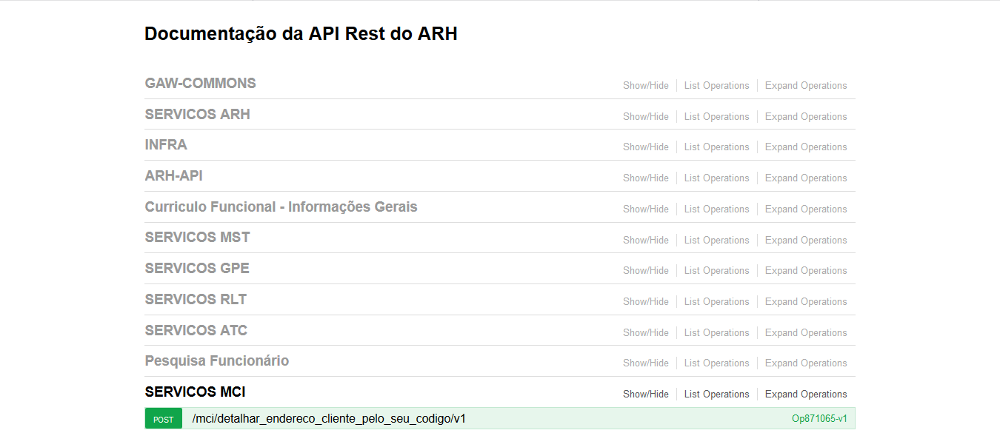 Documentação da API Rest do ARH
GAW-COMMONS Show/Hide List Operations Expand Operations
SERVICOS ARH Show/Hide List Operations Expand Operations
INFRA Show/Hide List Operations Expand Operations
ARH-API Show/Hide List Operations Expand Operations
Curriculo Funcional - Informações Gerais Show/Hide List Operations Expand Operations
SERVICOS MST Show/Hide List Operations Expand Operations
SERVICOS GPE Show/Hide List Operations Expand Operations
SERVICOS RLT Show/Hide List Operations Expand Operations
SERVICOS ATC Show/Hide List Operations Expand Operations
Pesquisa Funcionário Show/Hide List Operations Expand Operations
SERVICOS MCI Show/Hide List Operations Expand Operations
POST /mci/detalhar_endereco_cliente_pelo_seu_codigo/v1 Op871065-v1